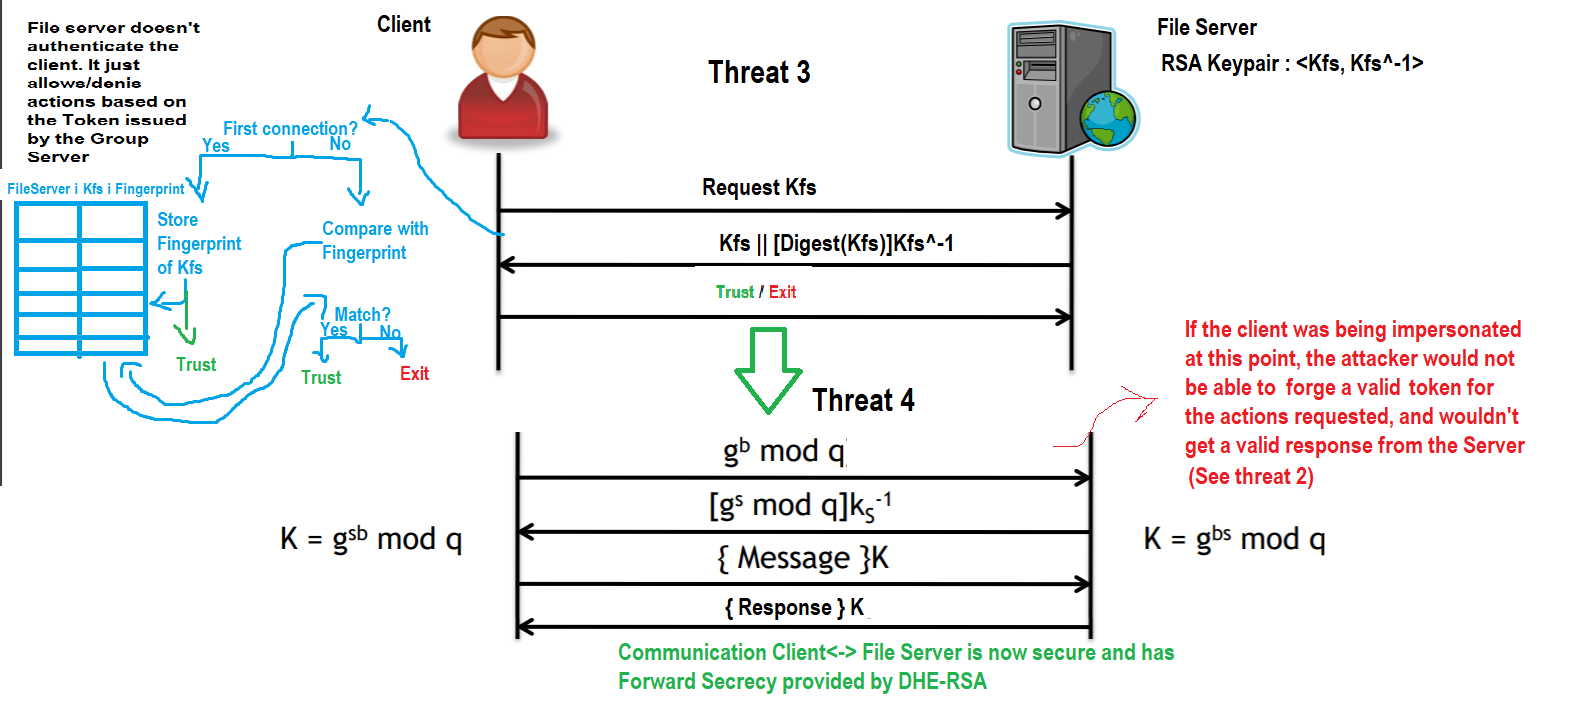 File server doesn't
authenticate the
client. It just
allows/denis
actions based on
the Token issued
by the Group
Server
Client
Threat 3
File Server
RSA Keypair : <Kfs, Kfs^-1>
First connection?
Yes
No
FileServer i Kfs i Fingerprint
Store
Fingerprint
of Kfs
Compare with
Fingerprint
Match?
Yes
No
Trust
Trust
Exit
Request Kfs
Kfs || [Digest(Kfs)]Kfs^-1
Trust / Exit
Threat 4
If the client was being impersonated
at this point, the attacker would not
be able to forge a valid token for
the actions requested, and wouldn't
get a valid response from the Server
(See threat 2)
gᵇ mod q
[gˢ mod q]kₛ⁻¹
K = gˢᵇ mod q
{ Message }K
K = gᵇˢ mod q
{ Response } K
Communication Client<-> File Server is now secure and has
Forward Secrecy provided by DHE-RSA